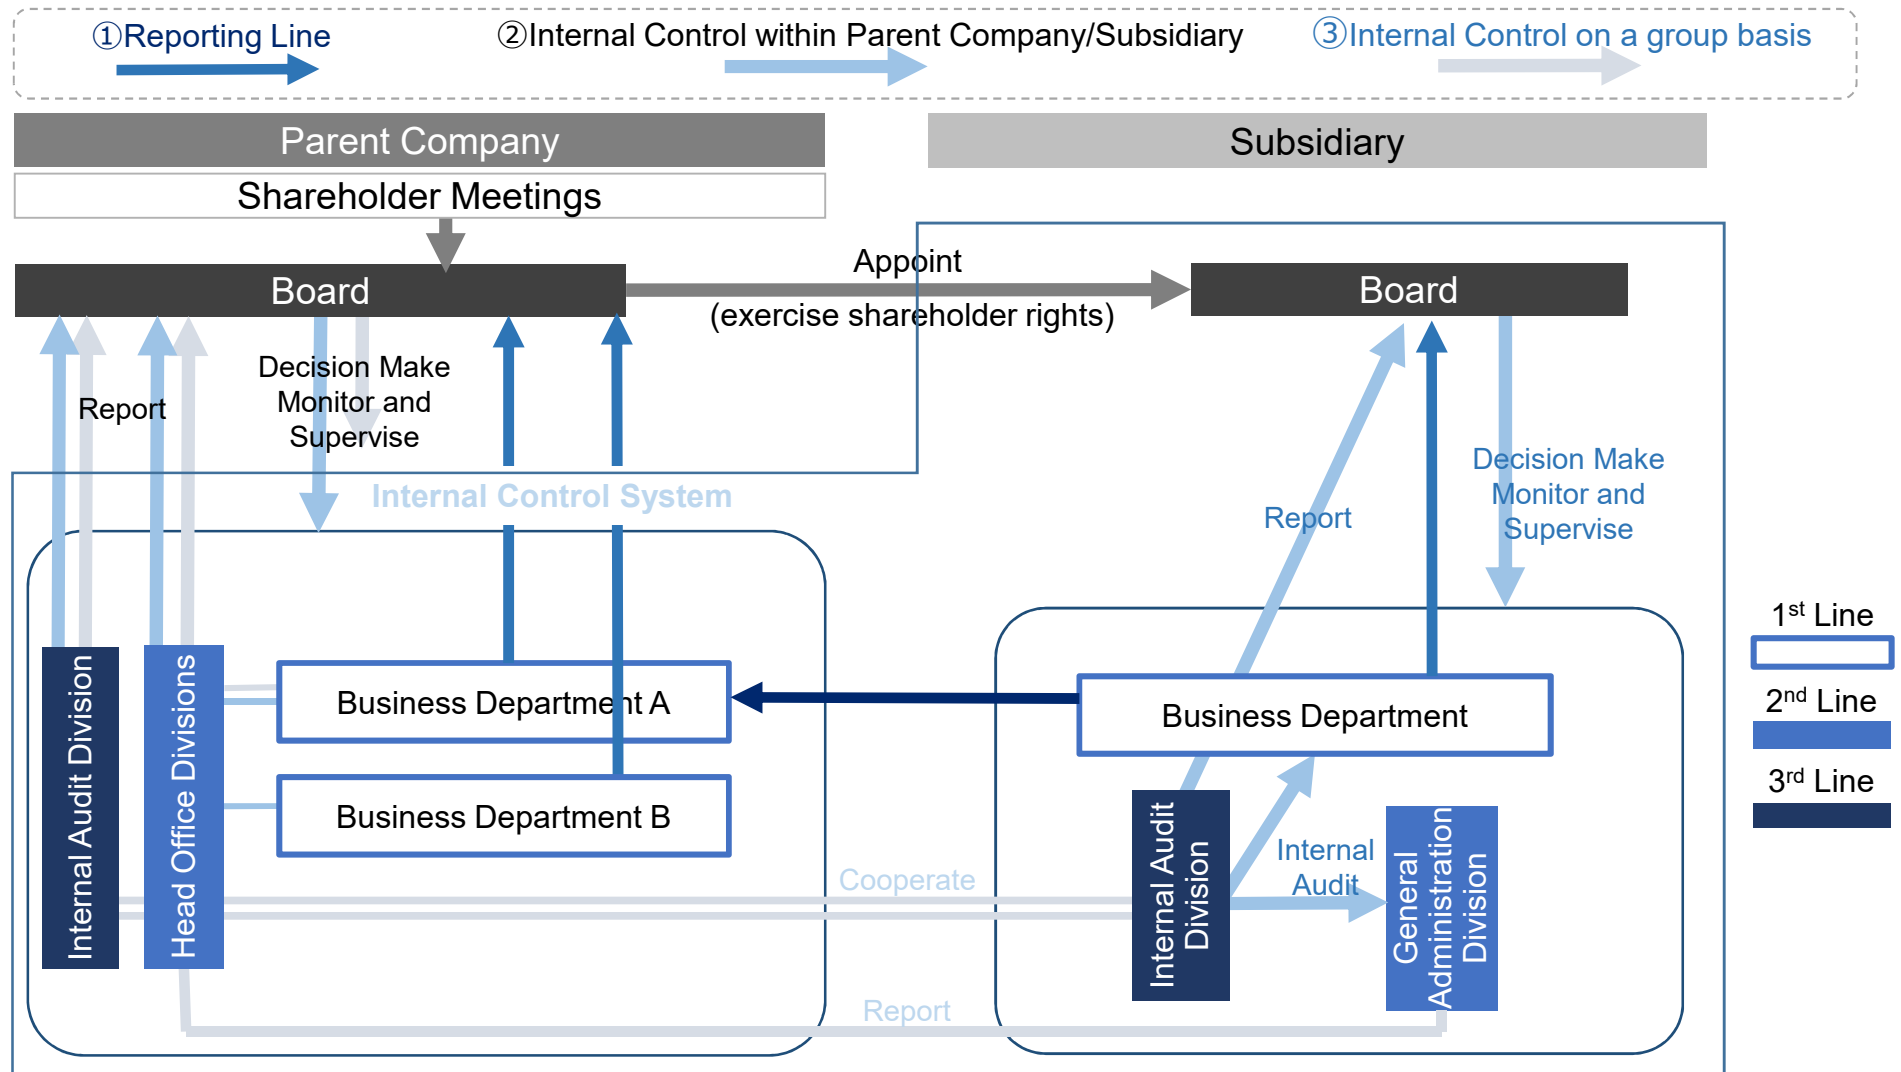 ①Reporting Line
②Internal Control within Parent Company/Subsidiary
③Internal Control on a group basis
Parent Company
Subsidiary
Shareholder Meetings
Board
Appoint
(exercise shareholder rights)
Board
Report
Decision Make
Monitor and
Supervise
Internal Control System
Report
Decision Make
Monitor and
Supervise
1st Line
2nd Line
3rd Line
Internal Audit Division
Head Office Divisions
Business Department A
Business Department B
Business Department
Internal Audit
Division
Internal
Audit
General
Administration
Division
Cooperate
Report